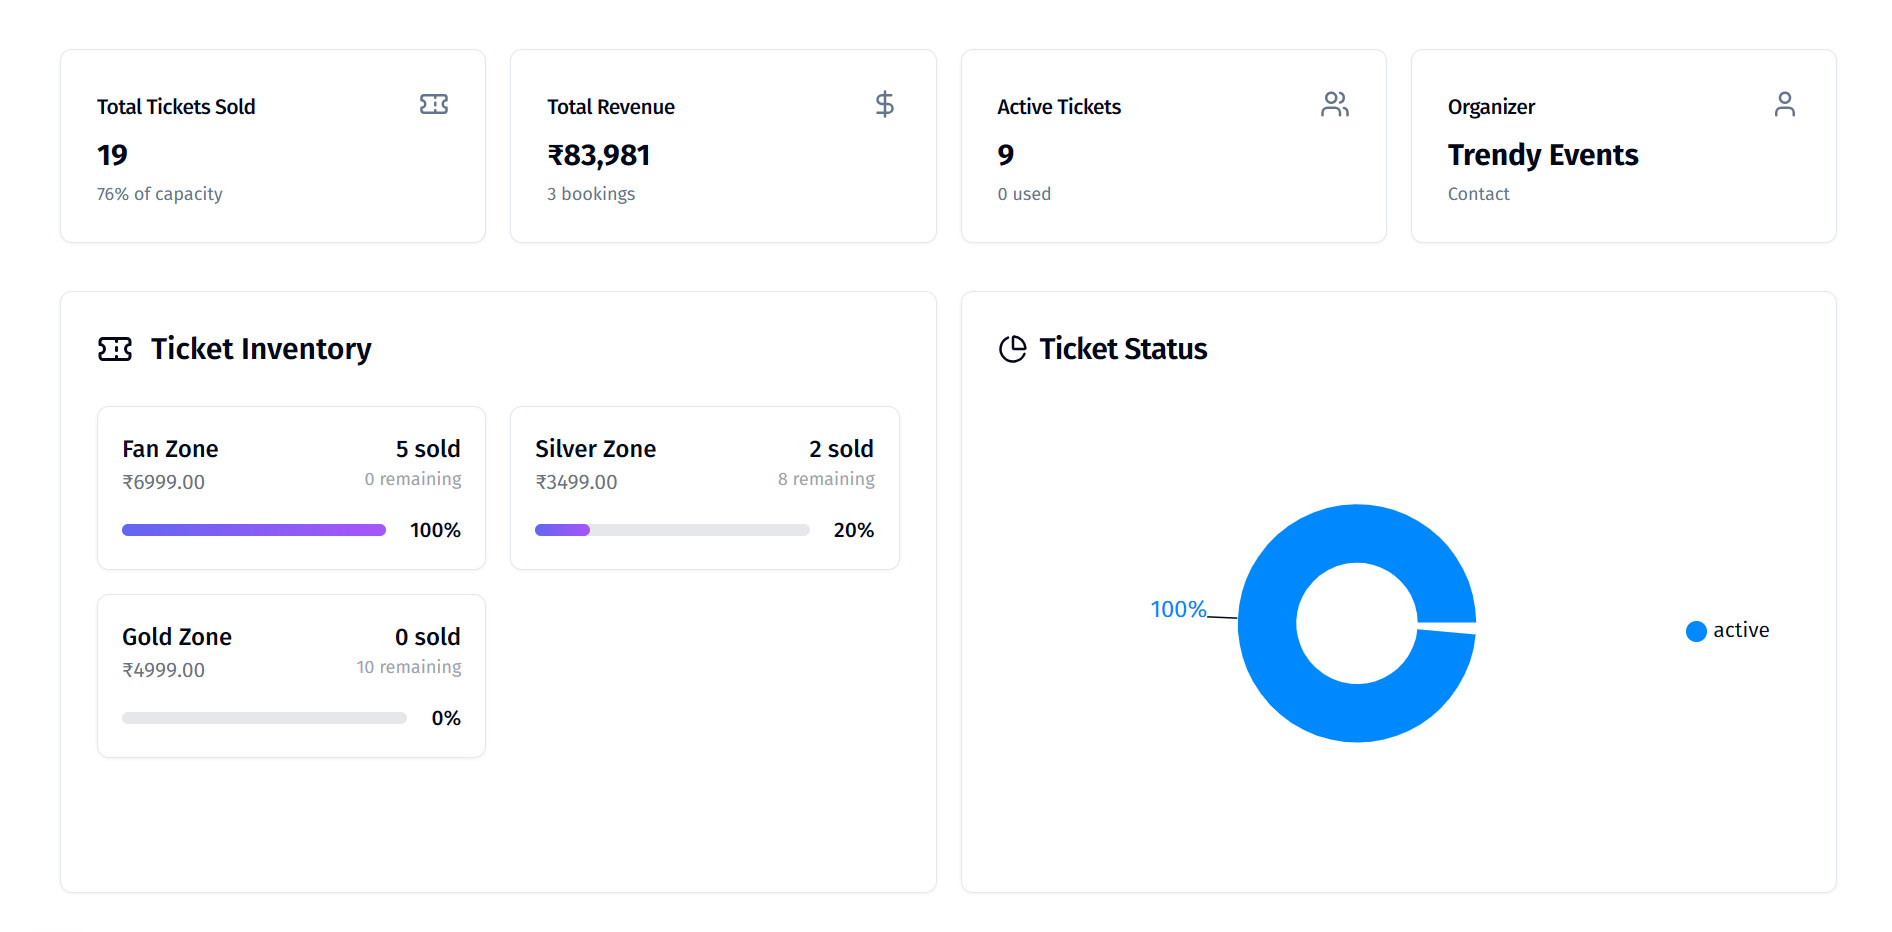 Total Tickets Sold
19
76% of capacity
Total Revenue
₹83,981
3 bookings
Active Tickets
9
0 used
Organizer
Trendy Events
Contact
Ticket Inventory
Fan Zone
5 sold
₹6999.00
0 remaining
100%
Silver Zone
2 sold
₹3499.00
8 remaining
20%
Gold Zone
0 sold
₹4999.00
10 remaining
0%
Ticket Status
100%
active